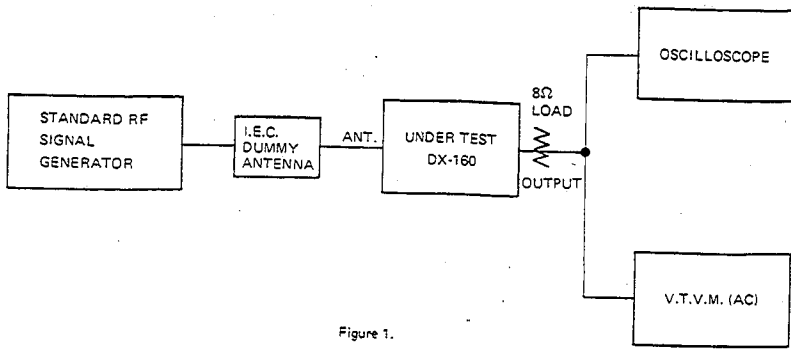 STANDARD RF
SIGNAL
GENERATOR
I.E.C.
DUMMY
ANTENNA
ANT.
UNDER TEST
DX-160
8Ω
LOAD
OUTPUT
OSCILLOSCOPE
V.T.V.M. (AC)
Figure 1.